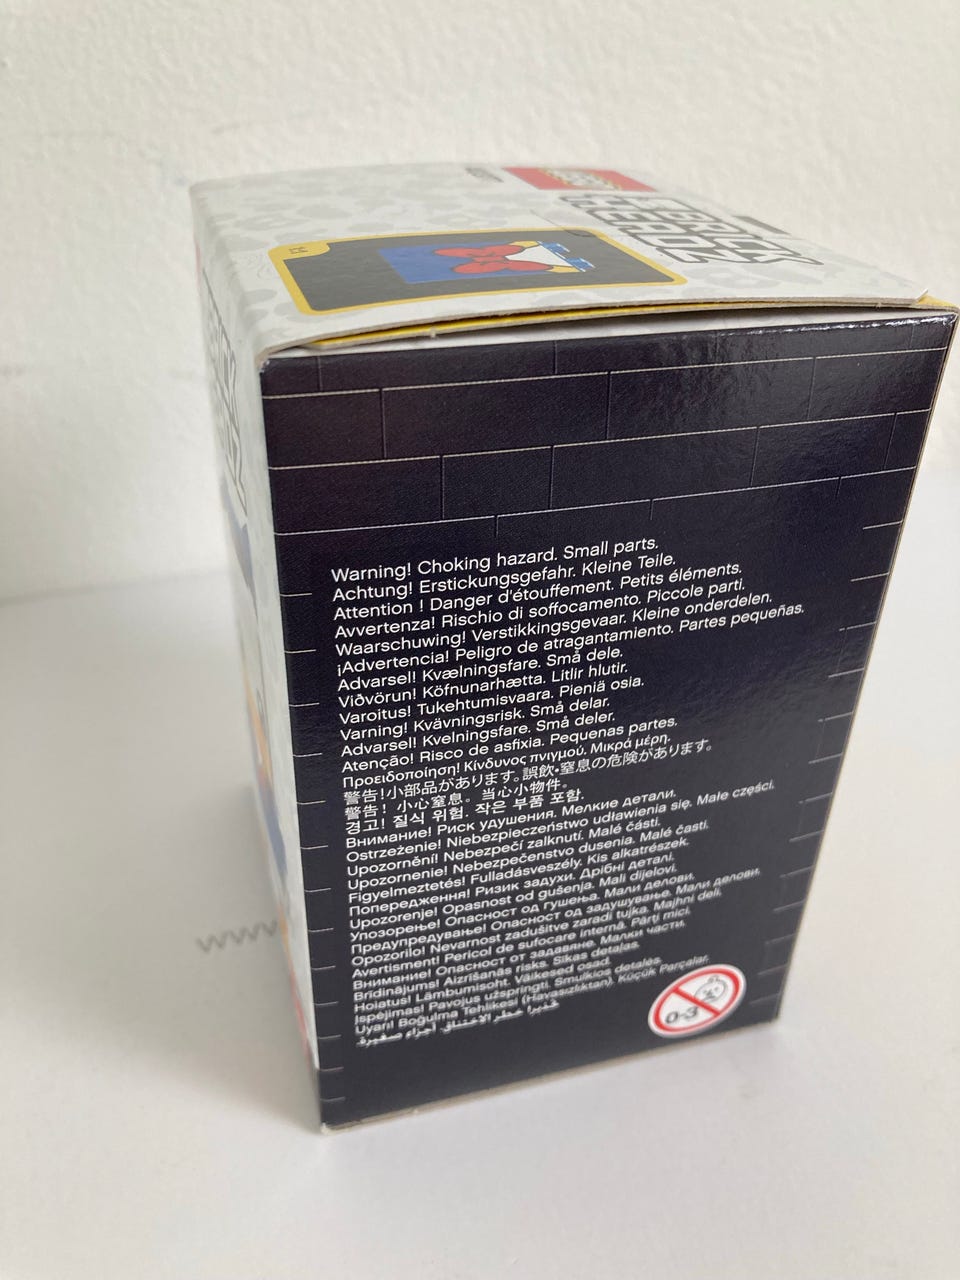 BRICK
HEADZ
1:1
Warning! Choking hazard. Small parts.
Achtung! Erstickungsgefahr. Kleine Teile.
Attention ! Danger d'étouffement. Petits éléments.
Avvertenza! Rischio di soffocamento. Piccole parti.
Waarschuwing! Verstikkingsgevaar. Kleine onderdelen.
¡Advertencia! Peligro de atragantamiento. Partes pequeñas.
Advarsel! Kvælningsfare. Små dele.
Viðvörun! Köfnunarhætta. Litlir hlutir.
Varoitus! Tukehtumisvaara. Pieniä osia.
Varning! Kvävningsrisk. Små delar.
Advarsel! Kvelningsfare. Små deler.
Atenção! Risco de asfixia. Pequenas partes.
Προειδοποίηση! Κίνδυνος πνιγμού. Μικρά μέρη.
警告!小部品があります。誤飲・窒息の危険があります。
警告! 小心窒息。当心小物件。
경고! 질식 위험. 작은 부품 포함.
Внимание! Риск удушения. Мелкие детали.
Ostrzeżenie! Niebezpieczeństwo udławienia się. Małe części.
Upozornění! Nebezpečí zalknutí. Malé části.
Upozornenie! Nebezpečenstvo dusenia. Malé časti.
Figyelmeztetés! Fulladásveszély. Kis alkatrészek.
Попередження! Ризик задухи. Дрібні деталі.
Upozorenje! Opasnost od gušenja. Mali dijelovi.
Упозорење! Опасност од гушења. Мали делови.
Предупредување! Опасност од задушување. Мали делови.
Opozorilo! Nevarnost zadušitve zaradi tujka. Majhni deli.
Avertisment! Pericol de sufocare internă. Părţi mici.
Внимание! Опасност от задавяне. Малки части.
Brīdinājums! Aizrīšanās risks. Sīkas detaļas.
Hoiatus! Lämbumisoht. Väikesed osad.
Įspėjimas! Pavojus užspringti. Smulkios detalės.
Uyarı! Boğulma Tehlikesi (Havasızlıktan), Küçük Parçalar.
خطر الاختناق. أجزاء صغيرة.
0-3
www.